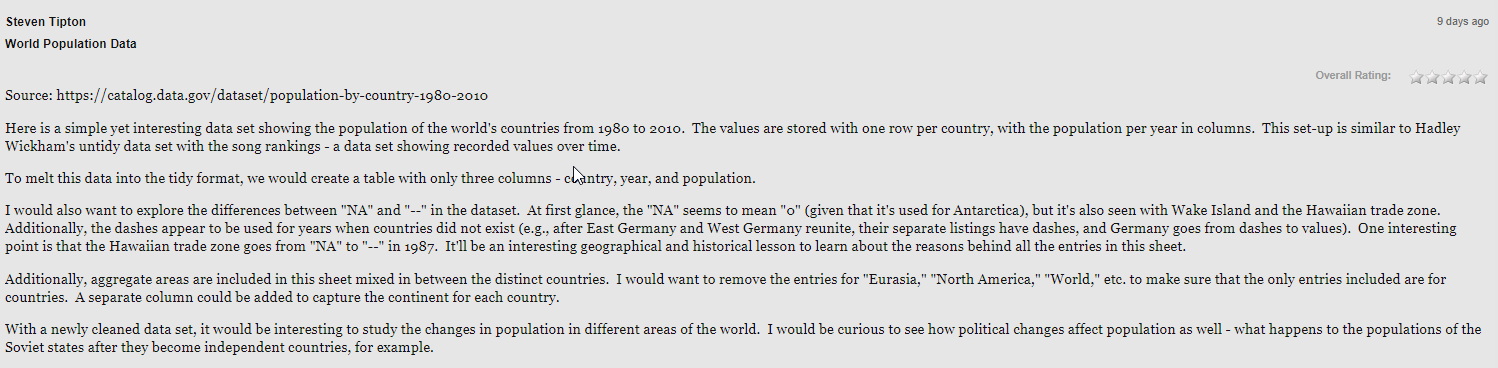 Steven Tipton
9 days ago
World Population Data
Overall Rating:
Source: https://catalog.data.gov/dataset/population-by-country-1980-2010
Here is a simple yet interesting data set showing the population of the world's countries from 1980 to 2010.  The values are stored with one row per country, with the population per year in columns.  This set-up is similar to Hadley
Wickham's untidy data set with the song rankings - a data set showing recorded values over time.
To melt this data into the tidy format, we would create a table with only three columns - country, year, and population.
I would also want to explore the differences between "NA" and "--" in the dataset.  At first glance, the "NA" seems to mean "0" (given that it's used for Antarctica), but it's also seen with Wake Island and the Hawaiian trade zone.
Additionally, the dashes appear to be used for years when countries did not exist (e.g., after East Germany and West Germany reunite, their separate listings have dashes, and Germany goes from dashes to values).  One interesting
point is that the Hawaiian trade zone goes from "NA" to "--" in 1987.  It'll be an interesting geographical and historical lesson to learn about the reasons behind all the entries in this sheet.
Additionally, aggregate areas are included in this sheet mixed in between the distinct countries.  I would want to remove the entries for "Eurasia," "North America," "World," etc. to make sure that the only entries included are for
countries.  A separate column could be added to capture the continent for each country.
With a newly cleaned data set, it would be interesting to study the changes in population in different areas of the world.  I would be curious to see how political changes affect population as well - what happens to the populations of the
Soviet states after they become independent countries, for example.